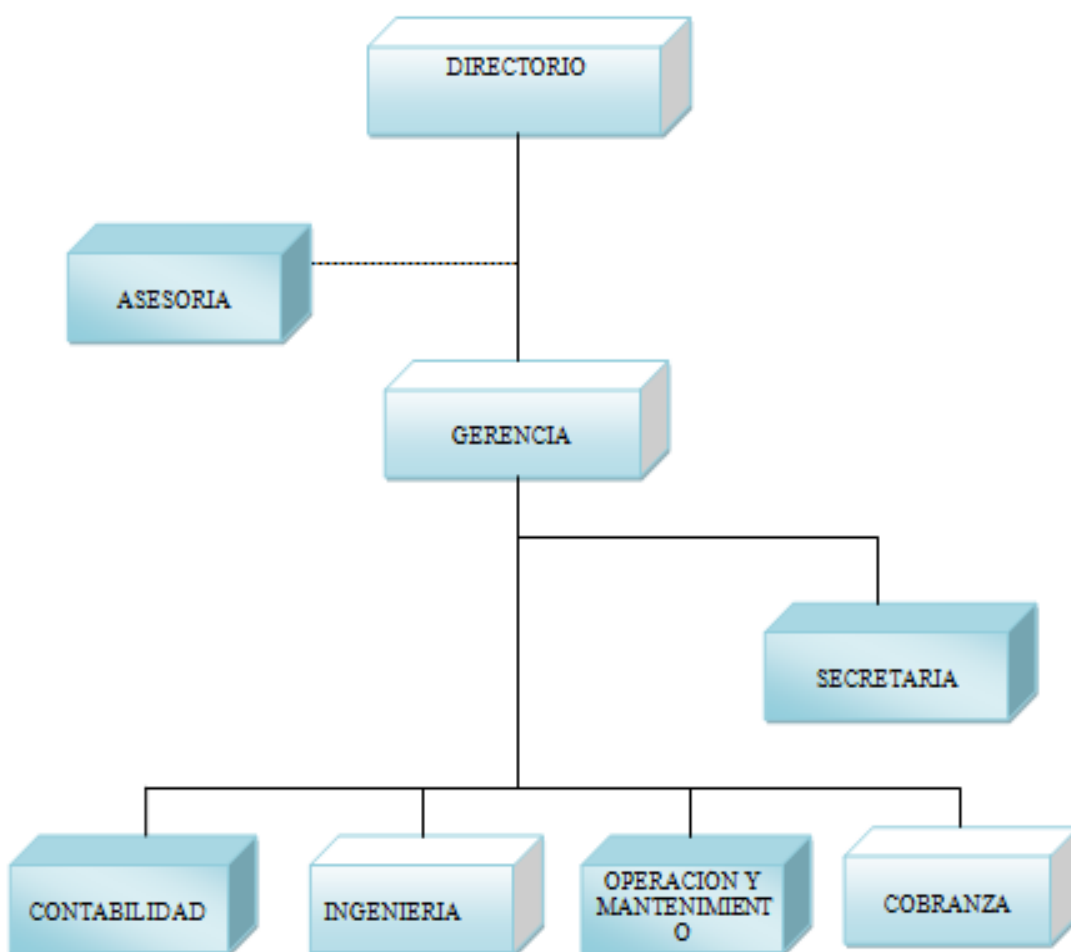 DIRECTORIO
ASESORIA
GERENCIA
SECRETARIA
CONTABILIDAD
INGENIERIA
OPERACION Y
MANTENIMIENT
O
COBRANZA